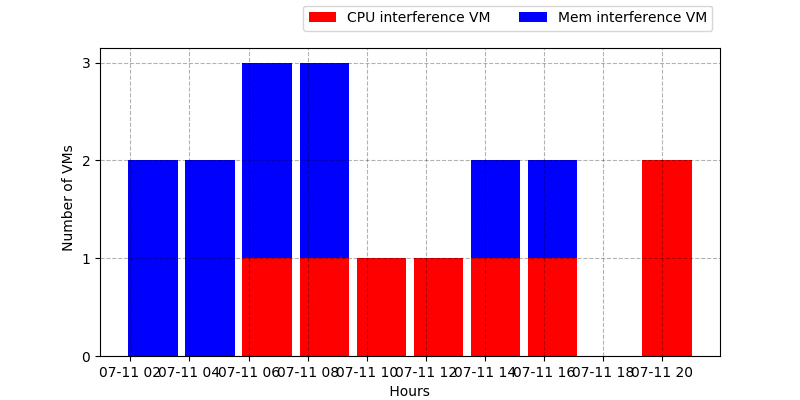 CPU interference VM Mem interference VM
3
2
1
0
Number of VMs
07-11 02 07-11 04 07-11 06 07-11 08 07-11 10 07-11 12 07-11 14 07-11 16 07-11 18 07-11 20
Hours